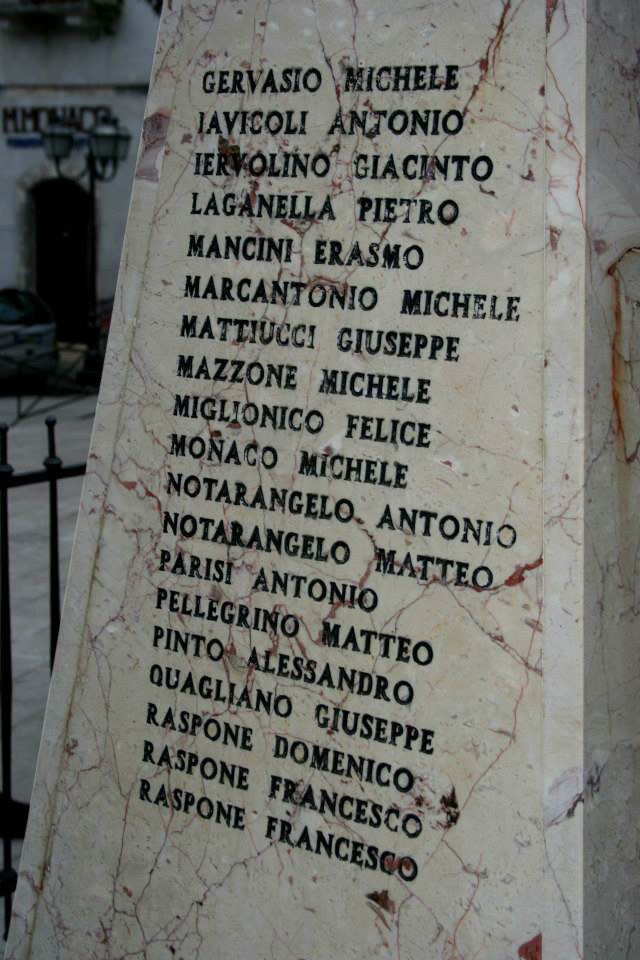 GERVASIO MICHELE
IAVICOLI ANTONIO
IERVOLINO GIACINTO
LAGANELLA PIETRO
MANCINI ERASMO
MARCANTONIO MICHELE
MATTIUCCI GIUSEPPE
MAZZONE MICHELE
MIGLIONICO FELICE
MONACO MICHELE
NOTARANGELO ANTONIO
NOTARANGELO MATTEO
PARISI ANTONIO
PELLEGRINO MATTEO
PINTO ALESSANDRO
QUAGLIANO GIUSEPPE
RASPONE DOMENICO
RASPONE FRANCESCO
RASPONE FRANCESCO